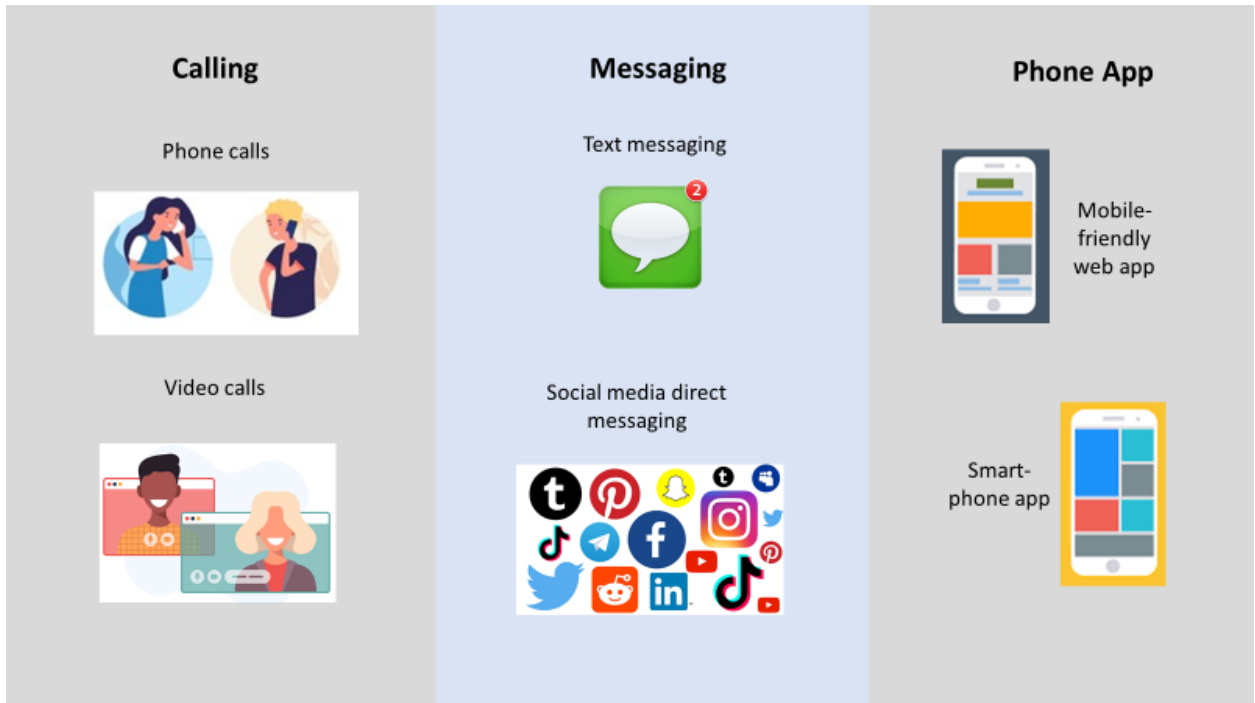 Calling
Phone calls
Video calls
Messaging
Text messaging
2
Social media direct
messaging
Phone App
Mobile-
friendly
web app
Smart-
phone app